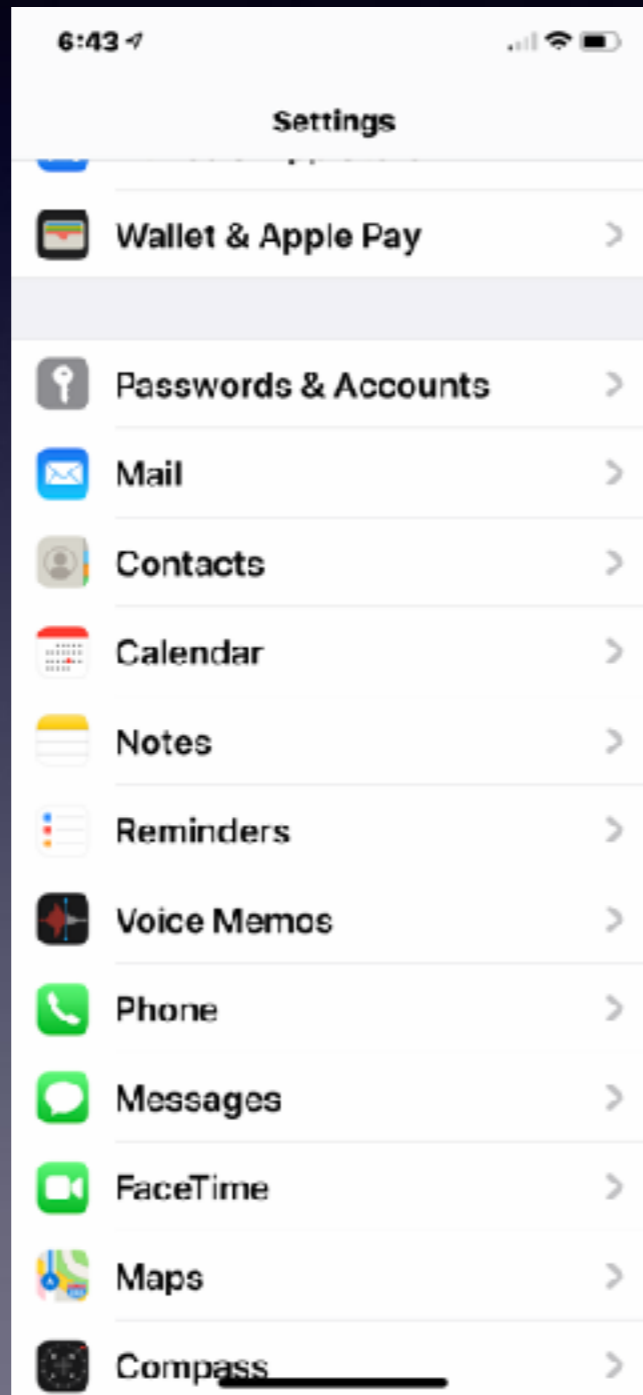 6:43
Settings
Wallet & Apple Pay
Passwords & Accounts
Mail
Contacts
Calendar
Notes
Reminders
Voice Memos
Phone
Messages
FaceTime
Maps
Compass